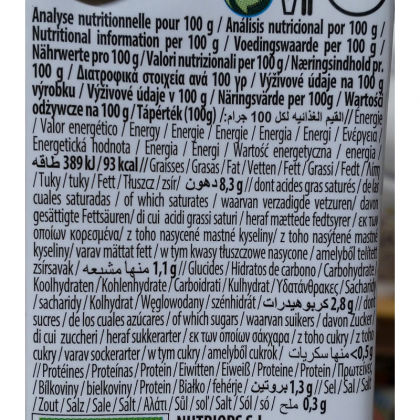 Analyse nutritionnelle pour 100 g / Análisis nutricional por 100 g /
Nutritional information per 100 g / Voedingswaarde per 100 g /
Nährwerte pro 100 g / Valori nutrizionali per 100 g / Næringsindhold pr.
100 g / Διατροφικά στοιχεία ανά 100 γρ / Výživové údaje na 100 g
výrobku / Výživové údaje v 100 g / Näringsvärde per 100g / Wartość
odżywcze na 100 g / Tápérték (100g) /القيم الغذائيه لكل 100 جرام:// Énergie
/ Valor energético / Energy / Energie / Energie / Energia / Energi / Ενέργεια /
Energetická hodnota / Energia / Energi / Wartość energetyczna / energia /
طاقه 389 kJ / 93 kcal // Graisses / Grasas / Fat / Vetten / Fett / Grassi / Fedt / Λίπη
/ Tuky / tuky / Fett / Tłuszcz / zsír/ دهون 8,3 g // dont acides gras saturés / de las
cuales saturadas / of which saturates / waarvan verzadigde vetzuren / davon
gesättigte Fettsäuren / di cui acidi grassi saturi / heraf mættede fedtsyrer / εκ των
οποίων κορεσμένα / z toho nasycené mastné kyseliny / z toho nasýtené mastné
kyseliny / varav mättat fett / w tym kwasy tłuszczowe nasycone / amelyből telített
zsírsavak / منها مشبعه 1,1 g // Glucides / Hidratos de carbono / Carbohydrate /
Koolhydraten / Kohlenhydrate / Carboidrati / Kulhydrat / Υδατάνθρακες / Sacharidy
/ sacharidy / Kolhydrat / Węglowodany / szénhidrát / كربوهيدرات 2,8 g // dont
sucres / de los cuales azúcares / of which sugars / waarvan suikers / davon Zucker /
di cui zuccheri / heraf sukkerarter / εκ των οποίων σάκχαρα / z toho cukry / z toho
cukry / varav sockerarter / w tym cukry / amelyből cukrok / منها سكريات <0,5 g
// Protéines / Proteínas / Protein / Eiwitten / Eiweiß / Proteine / Protein / Πρωτεΐνες /
Bílkoviny / bielkoviny / Protein / Białko / fehérje / بروتين 1,3 g // Sel / Sal / Salt
/ Zout / Salz / Sale / Salt / Αλάτι / Sůl / soľ / Salt / Sól / só / ملح 0,3 g